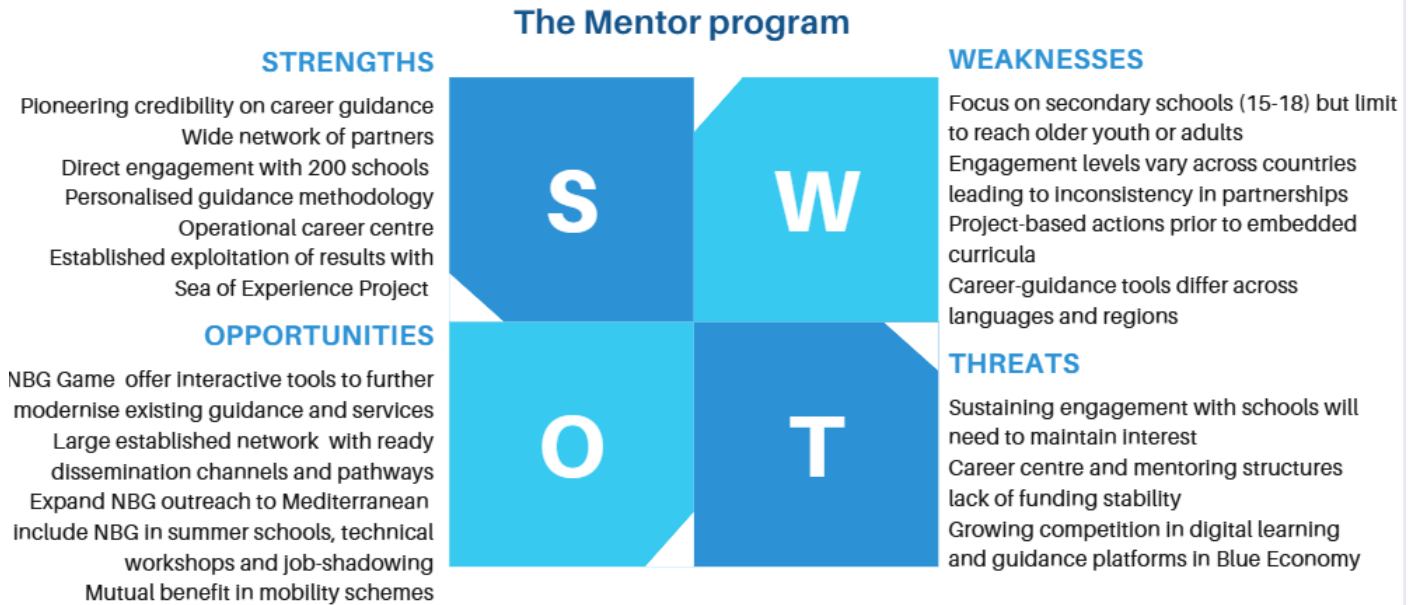 The Mentor program
STRENGTHS
Pioneering credibility on career guidance
Wide network of partners
Direct engagement with 200 schools
Personalised guidance methodology
Operational career centre
Established exploitation of results with
Sea of Experience Project
WEAKNESSES
Focus on secondary schools (15-18) but limit
to reach older youth or adults
Engagement levels vary across countries
leading to inconsistency in partnerships
Project-based actions prior to embedded
curricula
Career-guidance tools differ across
languages and regions
S
W
O
T
OPPORTUNITIES
NBG Game offer interactive tools to further
modernise existing guidance and services
Large established network with ready
dissemination channels and pathways
Expand NBG outreach to Mediterranean
include NBG in summer schools, technical
workshops and job-shadowing
Mutual benefit in mobility schemes
THREATS
Sustaining engagement with schools will
need to maintain interest
Career centre and mentoring structures
lack of funding stability
Growing competition in digital learning
and guidance platforms in Blue Economy